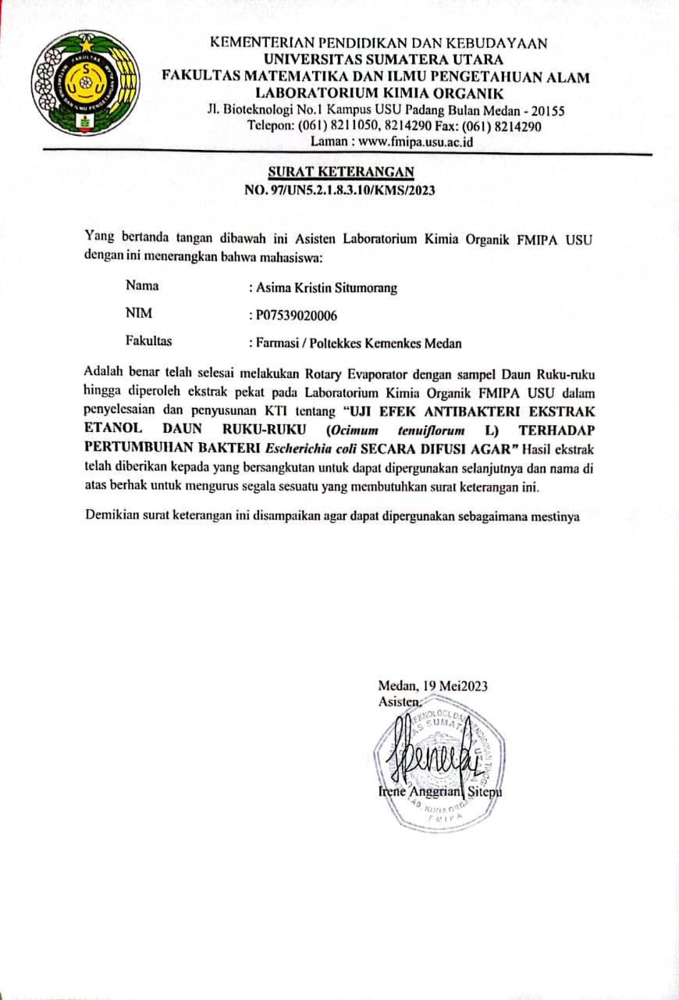 KEMENTERIAN PENDIDIKAN DAN KEBUDAYAAN
UNIVERSITAS SUMATERA UTARA
FAKULTAS MATEMATIKA DAN ILMU PENGETAHUAN ALAM
LABORATORIUM KIMIA ORGANIK
Jl. Bioteknologi No.1 Kampus USU Padang Bulan Medan - 20155
Telepon: (061) 8211050, 8214290 Fax: (061) 8214290
Laman : www.fmipa.usu.ac.id
FAKULTAS
MATEMATIKA DAN ILMU PENGETAHUAN ALAM
USU
SURAT KETERANGAN
NO. 97/UN5.2.1.8.3.10/KMS/2023
Yang bertanda tangan dibawah ini Asisten Laboratorium Kimia Organik FMIPA USU
dengan ini menerangkan bahwa mahasiswa:
Nama : Asima Kristin Situmorang
NIM : P07539020006
Fakultas : Farmasi / Poltekkes Kemenkes Medan
Adalah benar telah selesai melakukan Rotary Evaporator dengan sampel Daun Ruku-ruku
hingga diperoleh ekstrak pekat pada Laboratorium Kimia Organik FMIPA USU dalam
penyelesaian dan penyusunan KTI tentang “UJI EFEK ANTIBAKTERI EKSTRAK
ETANOL DAUN RUKU-RUKU (Ocimum tenuiflorum L) TERHADAP
PERTUMBUHAN BAKTERI Escherichia coli SECARA DIFUSI AGAR” Hasil ekstrak
telah diberikan kepada yang bersangkutan untuk dapat dipergunakan selanjutnya dan nama di
atas berhak untuk mengurus segala sesuatu yang membutuhkan surat keterangan ini.
Demikian surat keterangan ini disampaikan agar dapat dipergunakan sebagaimana mestinya
Medan, 19 Mei2023
Asisten,
Irene Anggriani Sitepu
LAB. KIMIA ORGANIK
FMIPA